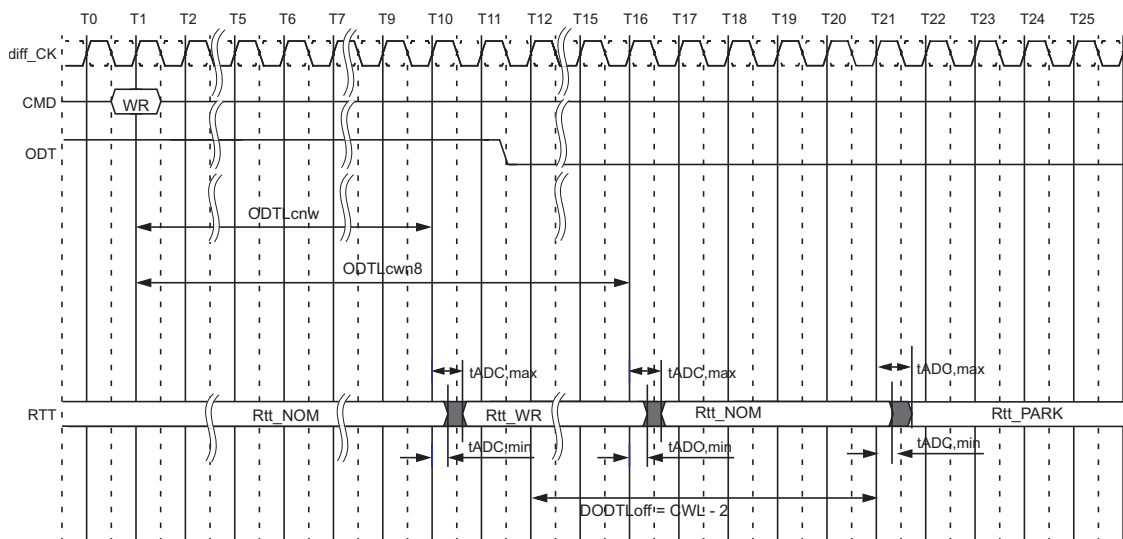 T0 T1 T2 T5 T6 T7 T9 T10 T11 T12 T15 T16 T17 T18 T19 T20 T21 T22 T23 T24 T25
diff_CK
CMD WR
ODT
ODTLcnw
ODTLcwn8
tADC,max tADC,max tADC,max
RTT Rtt_NOM Rtt_WR Rtt_NOM Rtt_PARK
tADC,min tADO,min tADC,min
DODTLoff = CWL - 2